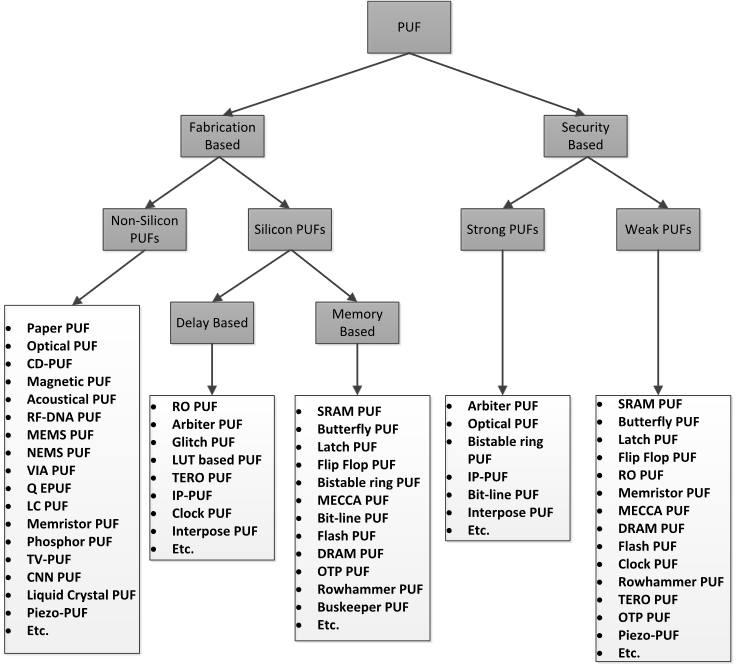 PUF
Fabrication
Based
Security
Based
Non-Silicon
PUFs
Silicon PUFs
Strong PUFs
Weak PUFs
Delay Based
Memory
Based
• Paper PUF
• Optical PUF
• CD-PUF
• Magnetic PUF
• Acoustical PUF
• RF-DNA PUF
• MEMS PUF
• NEMS PUF
• VIA PUF
• Q EPUF
• LC PUF
• Memristor PUF
• Phosphor PUF
• TV-PUF
• CNN PUF
• Liquid Crystal PUF
• Piezo-PUF
• Etc.
• RO PUF
• Arbiter PUF
• Glitch PUF
• LUT based PUF
• TERO PUF
• IP-PUF
• Clock PUF
• Interpose PUF
• Etc.
• SRAM PUF
• Butterfly PUF
• Latch PUF
• Flip Flop PUF
• Bistable ring PUF
• MECCA PUF
• Bit-line PUF
• Flash PUF
• DRAM PUF
• OTP PUF
• Rowhammer PUF
• Buskeeper PUF
• Etc.
• Arbiter PUF
• Optical PUF
• Bistable ring
PUF
• IP-PUF
• Bit-line PUF
• Interpose PUF
• Etc.
• SRAM PUF
• Butterfly PUF
• Latch PUF
• Flip Flop PUF
• RO PUF
• Memristor PUF
• MECCA PUF
• DRAM PUF
• Flash PUF
• Clock PUF
• Rowhammer PUF
• TERO PUF
• OTP PUF
• Piezo-PUF
• Etc.